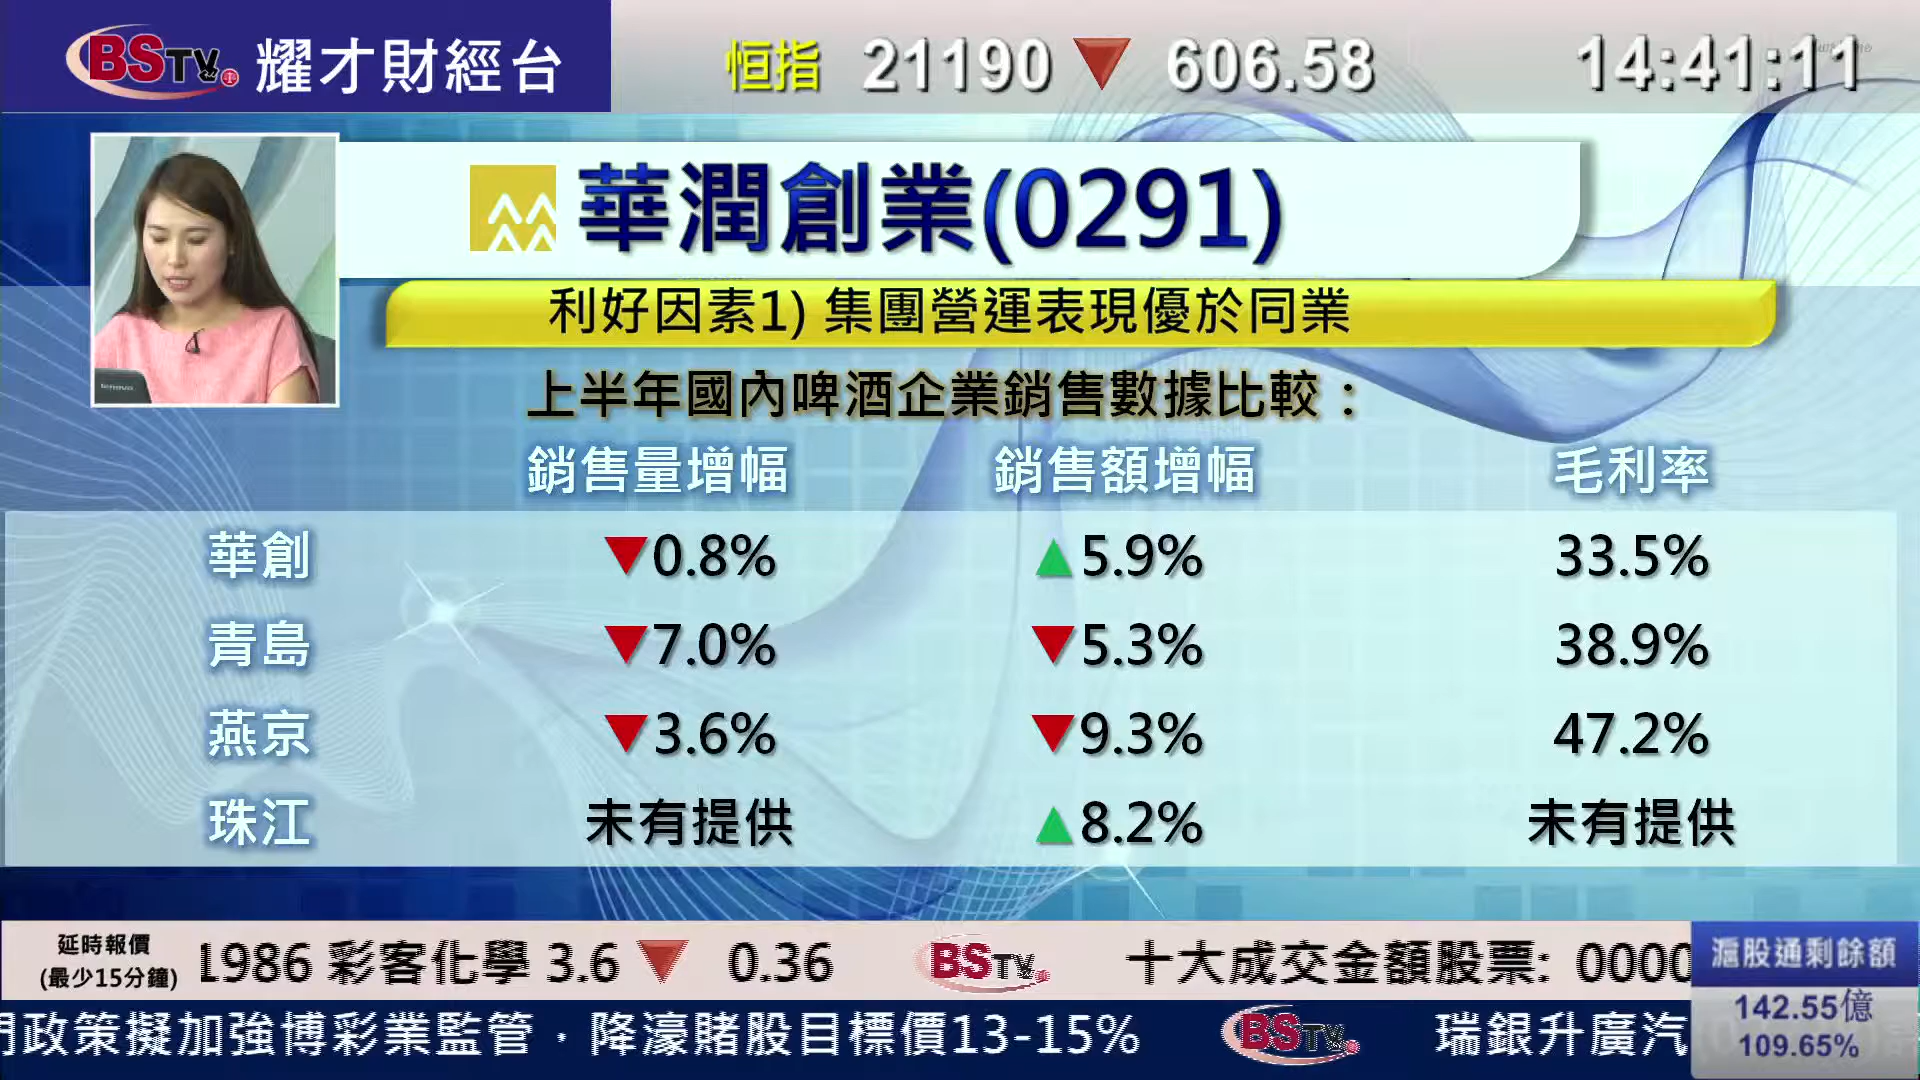 BSTV 耀才財經台
恒指 21190 ▼ 606.58
14:41:11
華潤創業(0291)
利好因素1) 集團營運表現優於同業
上半年國內啤酒企業銷售數據比較：
銷售量增幅 銷售額增幅 毛利率
華創 ▼0.8% ▲5.9% 33.5%
青島 ▼7.0% ▼5.3% 38.9%
燕京 ▼3.6% ▼9.3% 47.2%
珠江 未有提供 ▲8.2% 未有提供
延時報價
(最少15分鐘)
1986 彩客化學 3.6 ▼ 0.36 BSTV 十大成交金額股票: 0000
滬股通剩餘額
142.55億
109.65%
門政策擬加強博彩業監管，降濠賭股目標價13-15% BSTV 瑞銀升廣汽